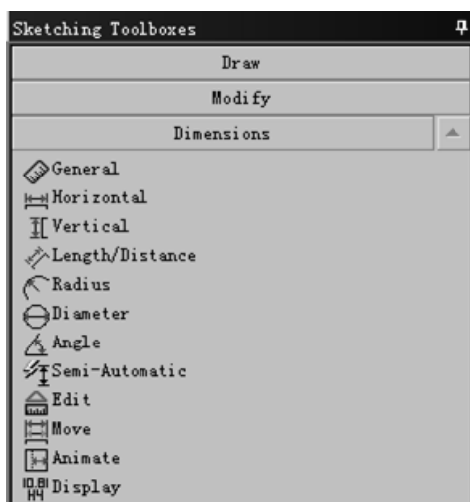 Sketching Toolboxes
Draw
Modify
Dimensions
General
Horizontal
Vertical
Length/Distance
Radius
Diameter
Angle
Semi-Automatic
Edit
Move
Animate
Display